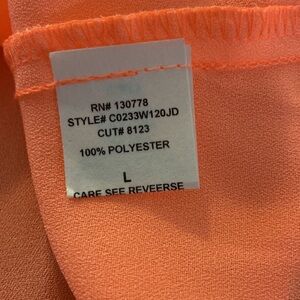 RN# 130778
STYLE# C0233W120JD
CUT# 8123
100% POLYESTER
L
CARE SEE REVEERSE